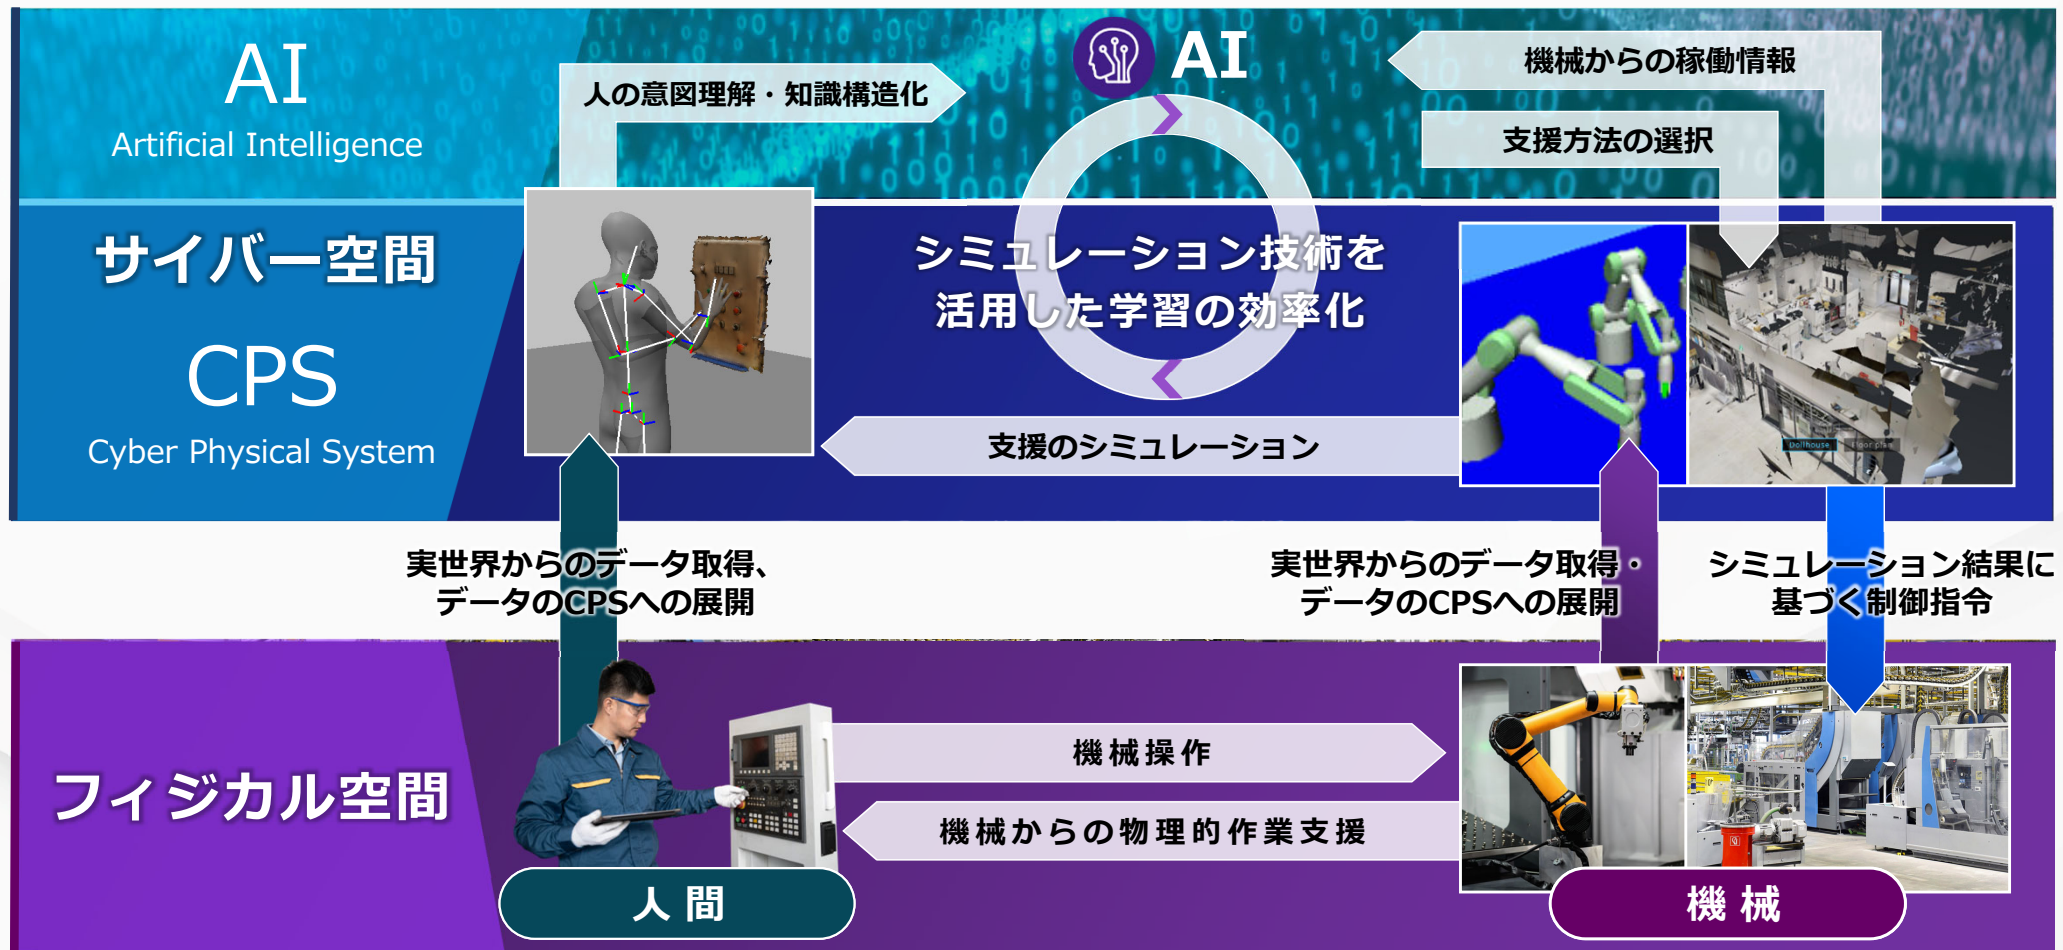 AI
Artificial Intelligence
AI
人の意図理解・知識構造化
機械からの稼働情報
支援方法の選択
サイバー空間
CPS
Cyber Physical System
シミュレーション技術を
活用した学習の効率化
支援のシミュレーション
Dollhouse
Floor plan
実世界からのデータ取得、
データのCPSへの展開
実世界からのデータ取得・
データのCPSへの展開
シミュレーション結果に
基づく制御指令
フィジカル空間
機械操作
機械からの物理的作業支援
人間
機械